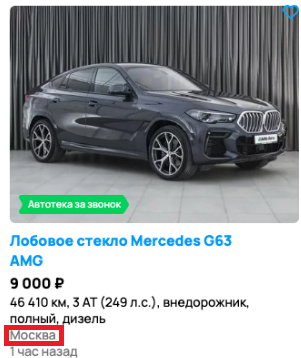 Автотека за звонок
Лобовое стекло Mercedes G63
AMG
9 000 ₽
46 410 км, 3 AT (249 л.с.), внедорожник,
полный, дизель
Москва
1 час назад